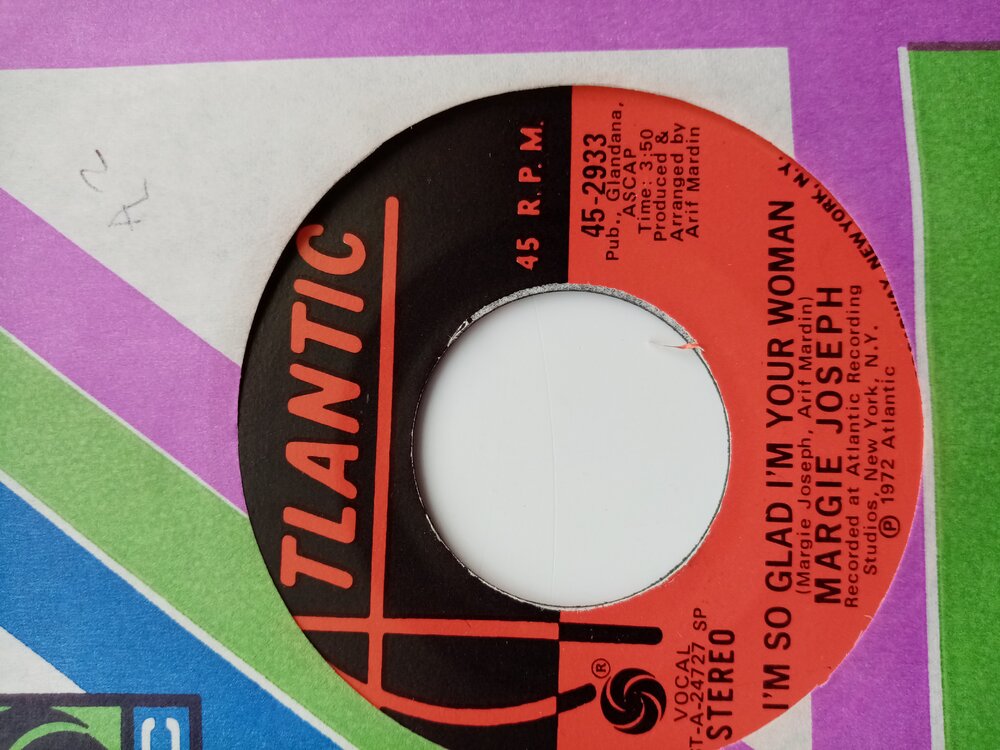 ATLANTIC
45 R.P.M.
45-2933
Pub., Glandana,
ASCAP
Time: 3:50
Produced &
Arranged by
Arif Mardin
®
VOCAL
ST-A-24727 SP
STEREO
I'M SO GLAD I'M YOUR WOMAN
(Margie Joseph, Arif Mardin)
MARGIE JOSEPH
Recorded at Atlantic Recording
Studios, New York, N.Y.
℗ 1972 Atlantic
NEW YORK, N.Y.
IC